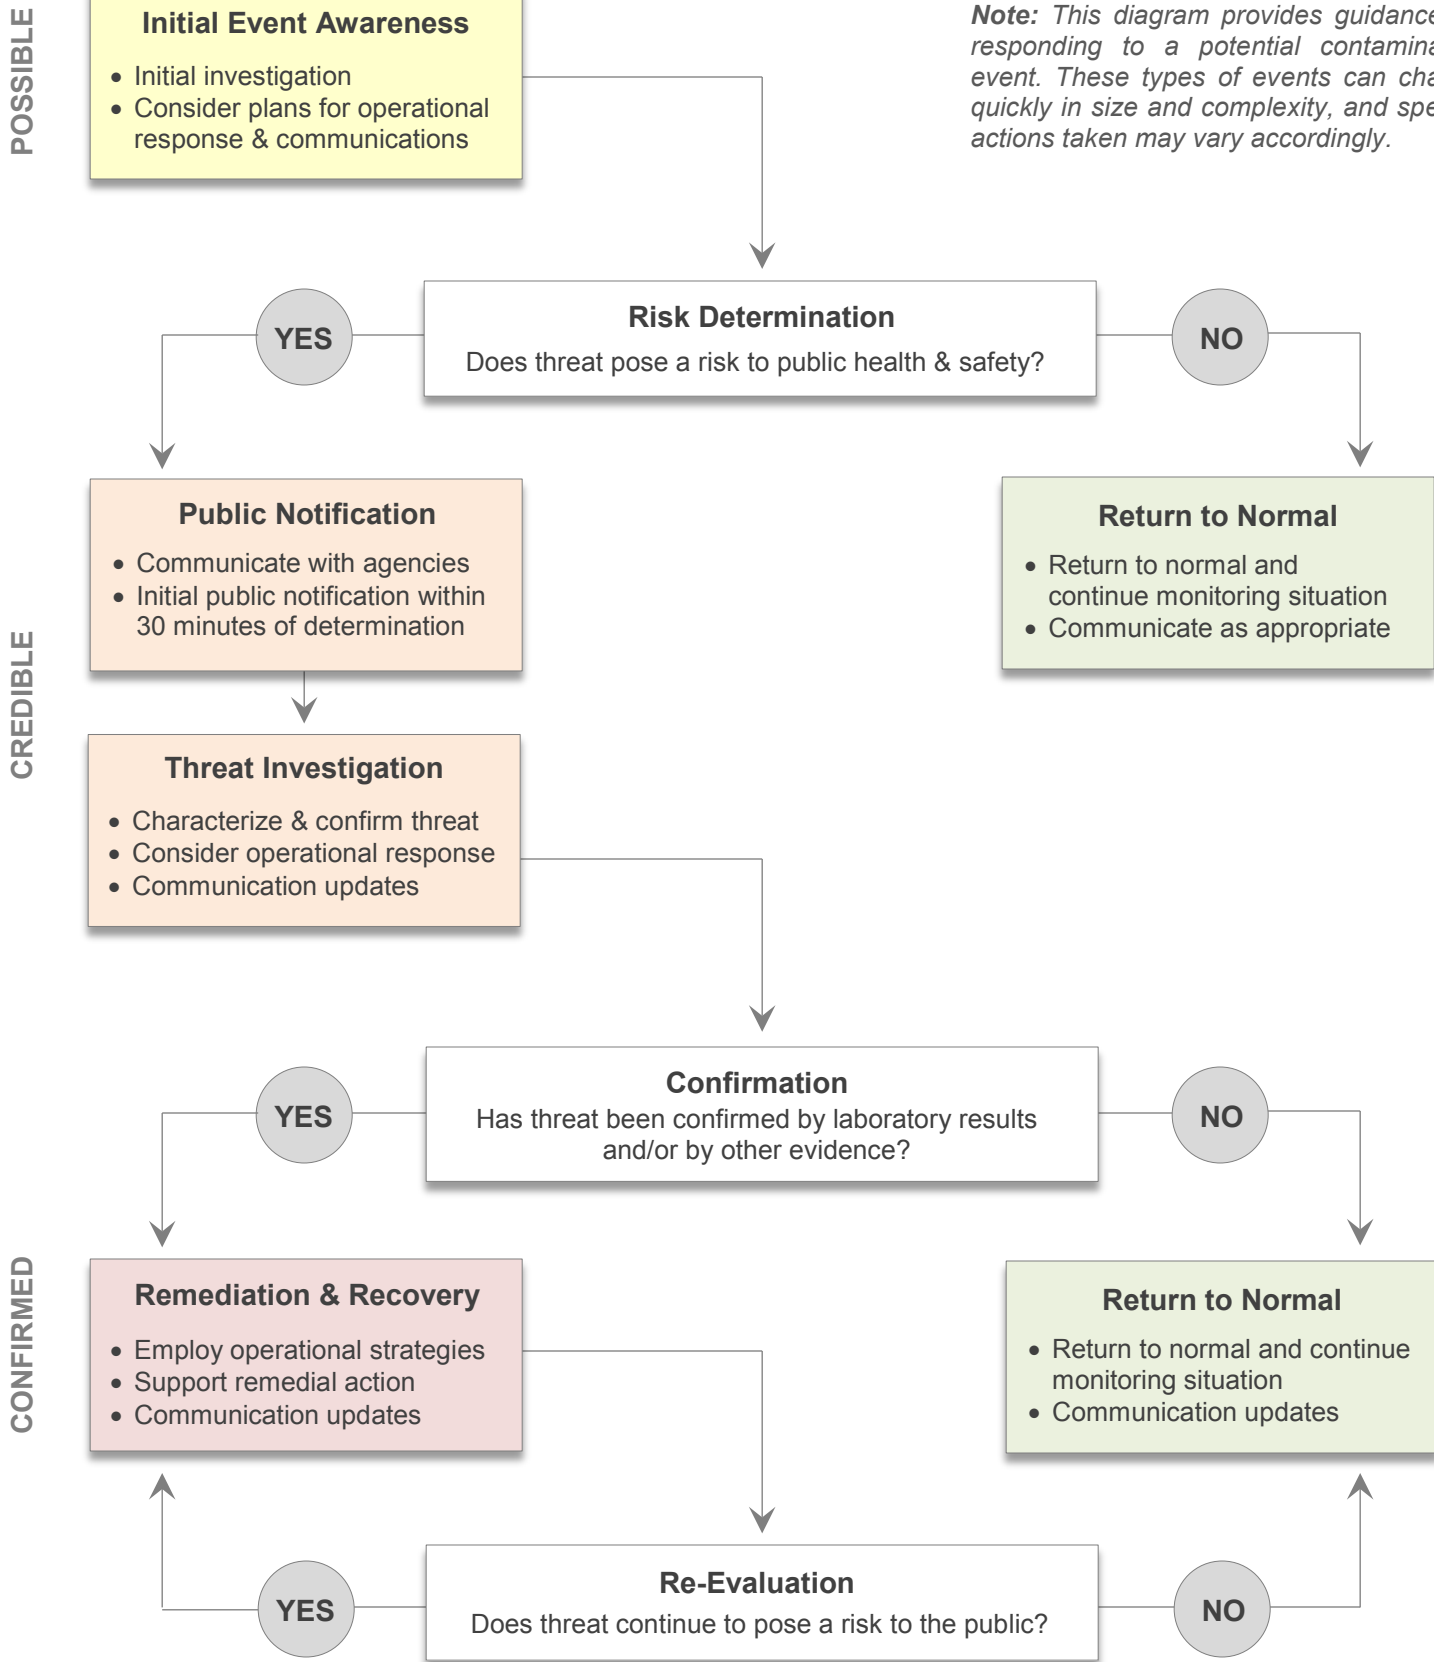 POSSIBLE
Initial Event Awareness
• Initial investigation
• Consider plans for operational
response & communications
Note: This diagram provides guidance
responding to a potential
event. These types of events can
quickly in size and complexity, and
actions taken may vary accordingly.
Risk Determination
Does threat pose a risk to public health & safety?
YES
NO
CREDIBLE
Public Notification
• Communicate with agencies
• Initial public notification within
30 minutes of determination
Return to Normal
• Return to normal and
continue monitoring situation
• Communicate as appropriate
Threat Investigation
• Characterize & confirm threat
• Consider operational response
• Communication updates
Confirmation
Has threat been confirmed by laboratory results
and/or by other evidence?
YES
NO
CONFIRMED
Remediation & Recovery
• Employ operational strategies
• Support remedial action
• Communication updates
Return to Normal
• Return to normal and continue
monitoring situation
• Communication updates
Re-Evaluation
Does threat continue to pose a risk to the public?
YES
NO